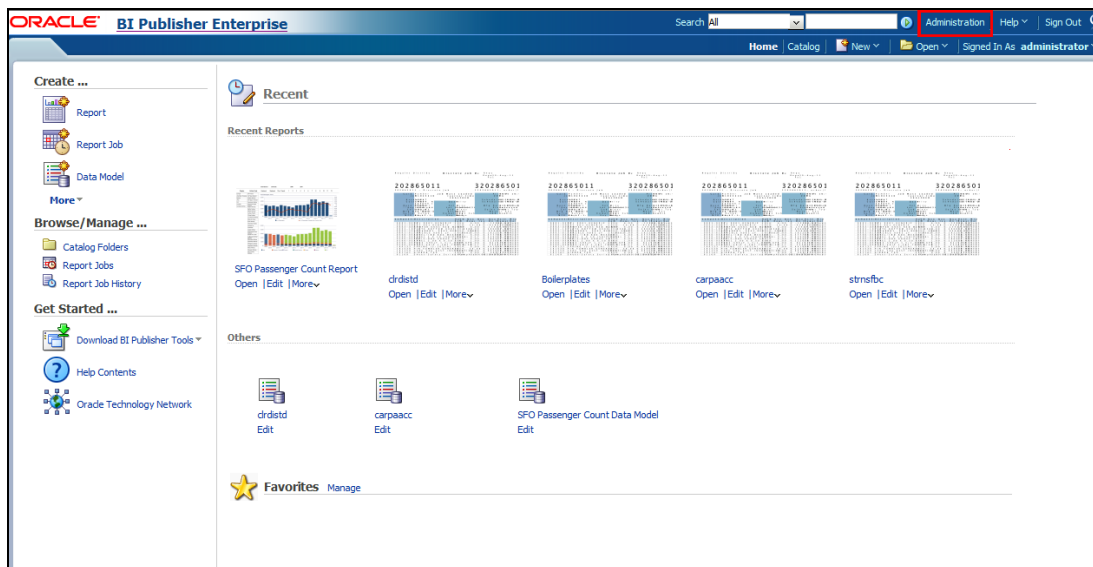 ORACLE BI Publisher Enterprise
Search All Administration Help Sign Out
Home Catalog New Open Signed In As administrator
Create ...
Report
Report Job
Data Model
More
Browse/Manage ...
Catalog Folders
Report Jobs
Report Job History
Get Started ...
Download BI Publisher Tools
Help Contents
Oracle Technology Network
Recent
Recent Reports
202865011 320286501
202865011 320286501
202865011 320286501
202865011 320286501
SFO Passenger Count Report
Open |Edit |More
clrdistd
Open |Edit |More
Boilerplates
Open |Edit |More
carpaacc
Open |Edit |More
strnsfbc
Open |Edit |More
Others
clrdistd
Edit
carpaacc
Edit
SFO Passenger Count Data Model
Edit
Favorites Manage